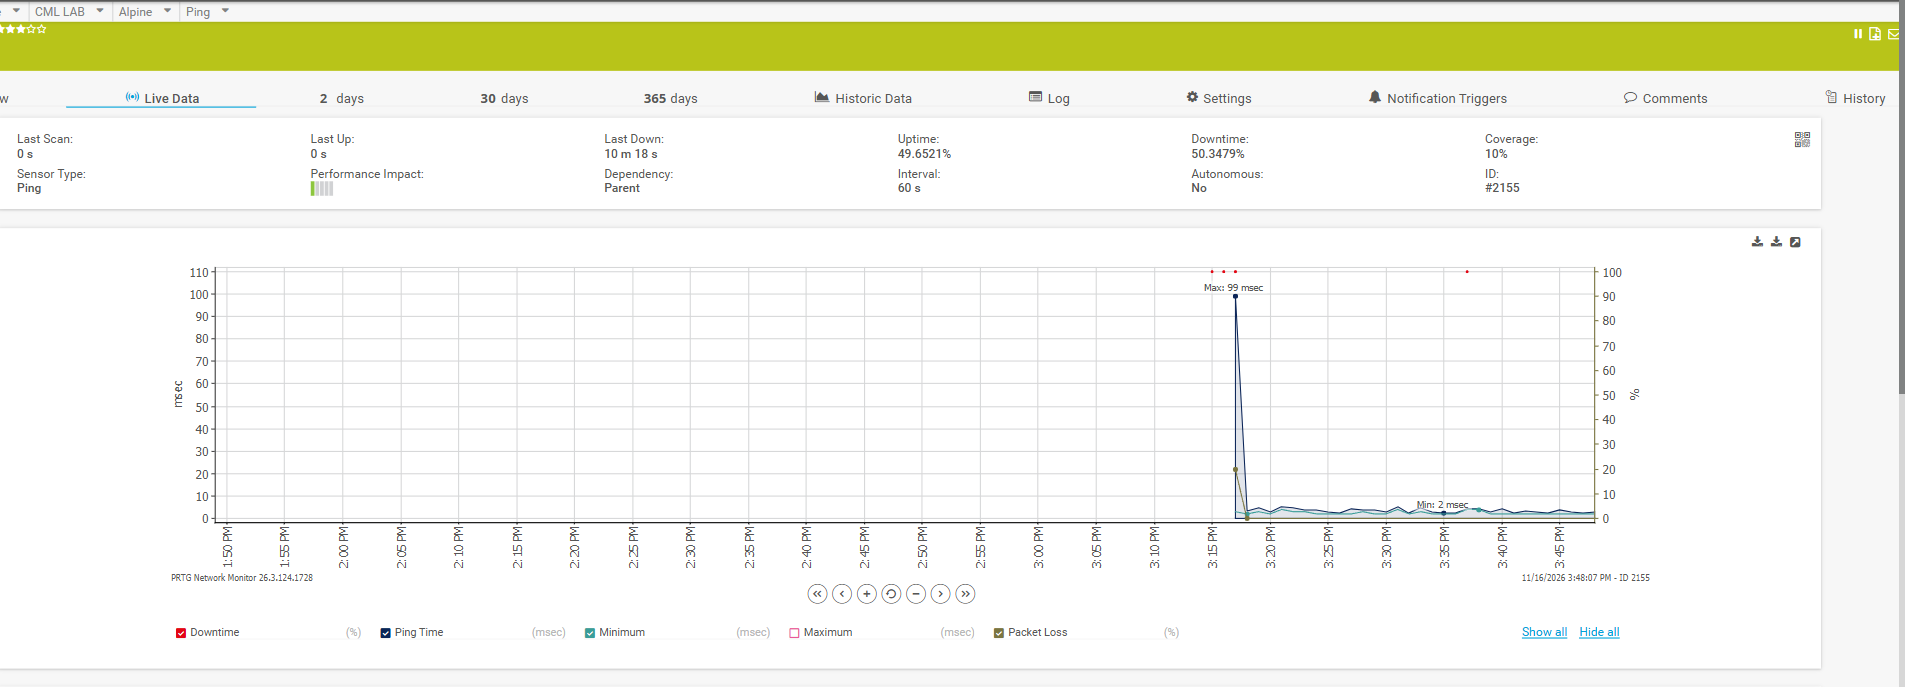 CML LAB Alpine Ping
w Live Data 2 days 30 days 365 days Historic Data Log Settings Notification Triggers Comments History
Last Scan: Last Up: Last Down: Uptime: Downtime: Coverage:
0 s 0 s 10 m 18 s 49.6521% 50.3479% 10%
Sensor Type: Performance Impact: Dependency: Interval: Autonomous: ID:
Ping Parent 60 s No #2155
110 100
Max: 99 msec
100 90
90 80
80 70
70 60
60 50
50 40
40 30
30 20
20 10
10 0
0
msec
%
Min: 2 msec
1:50 PM 1:55 PM 2:00 PM 2:05 PM 2:10 PM 2:15 PM 2:20 PM 2:25 PM 2:30 PM 2:35 PM 2:40 PM 2:45 PM 2:50 PM 2:55 PM 3:00 PM 3:05 PM 3:10 PM 3:15 PM 3:20 PM 3:25 PM 3:30 PM 3:35 PM 3:40 PM 3:45 PM
PRTG Network Monitor 26.3.124.1728 11/16/2026 3:48:07 PM - ID 2155
Downtime (%) Ping Time (msec) Minimum (msec) Maximum (msec) Packet Loss (%) Show all Hide all